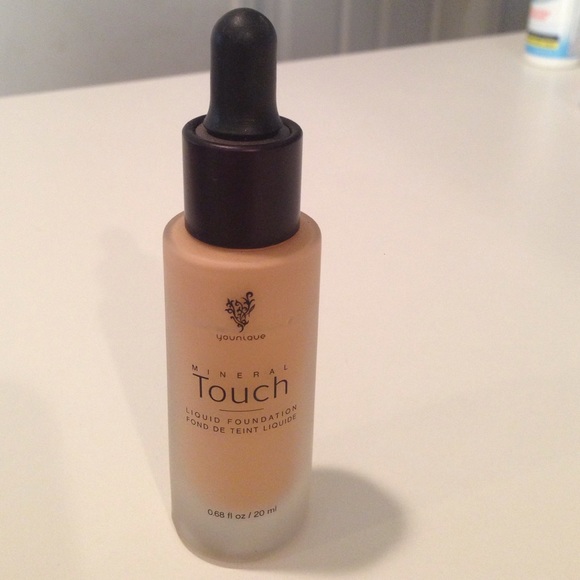 younique
MINERAL
Touch
LIQUID FOUNDATION
FOND DE TEINT LIQUIDE
0.68 fl oz / 20 ml